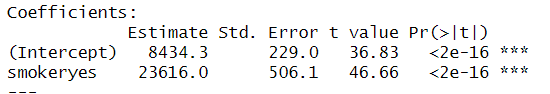 Coefficients:
Estimate Std. Error t value Pr(>|t|)
(Intercept) 8434.3 229.0 36.83 <2e-16 ***
smokeryes 23616.0 506.1 46.66 <2e-16 ***
---